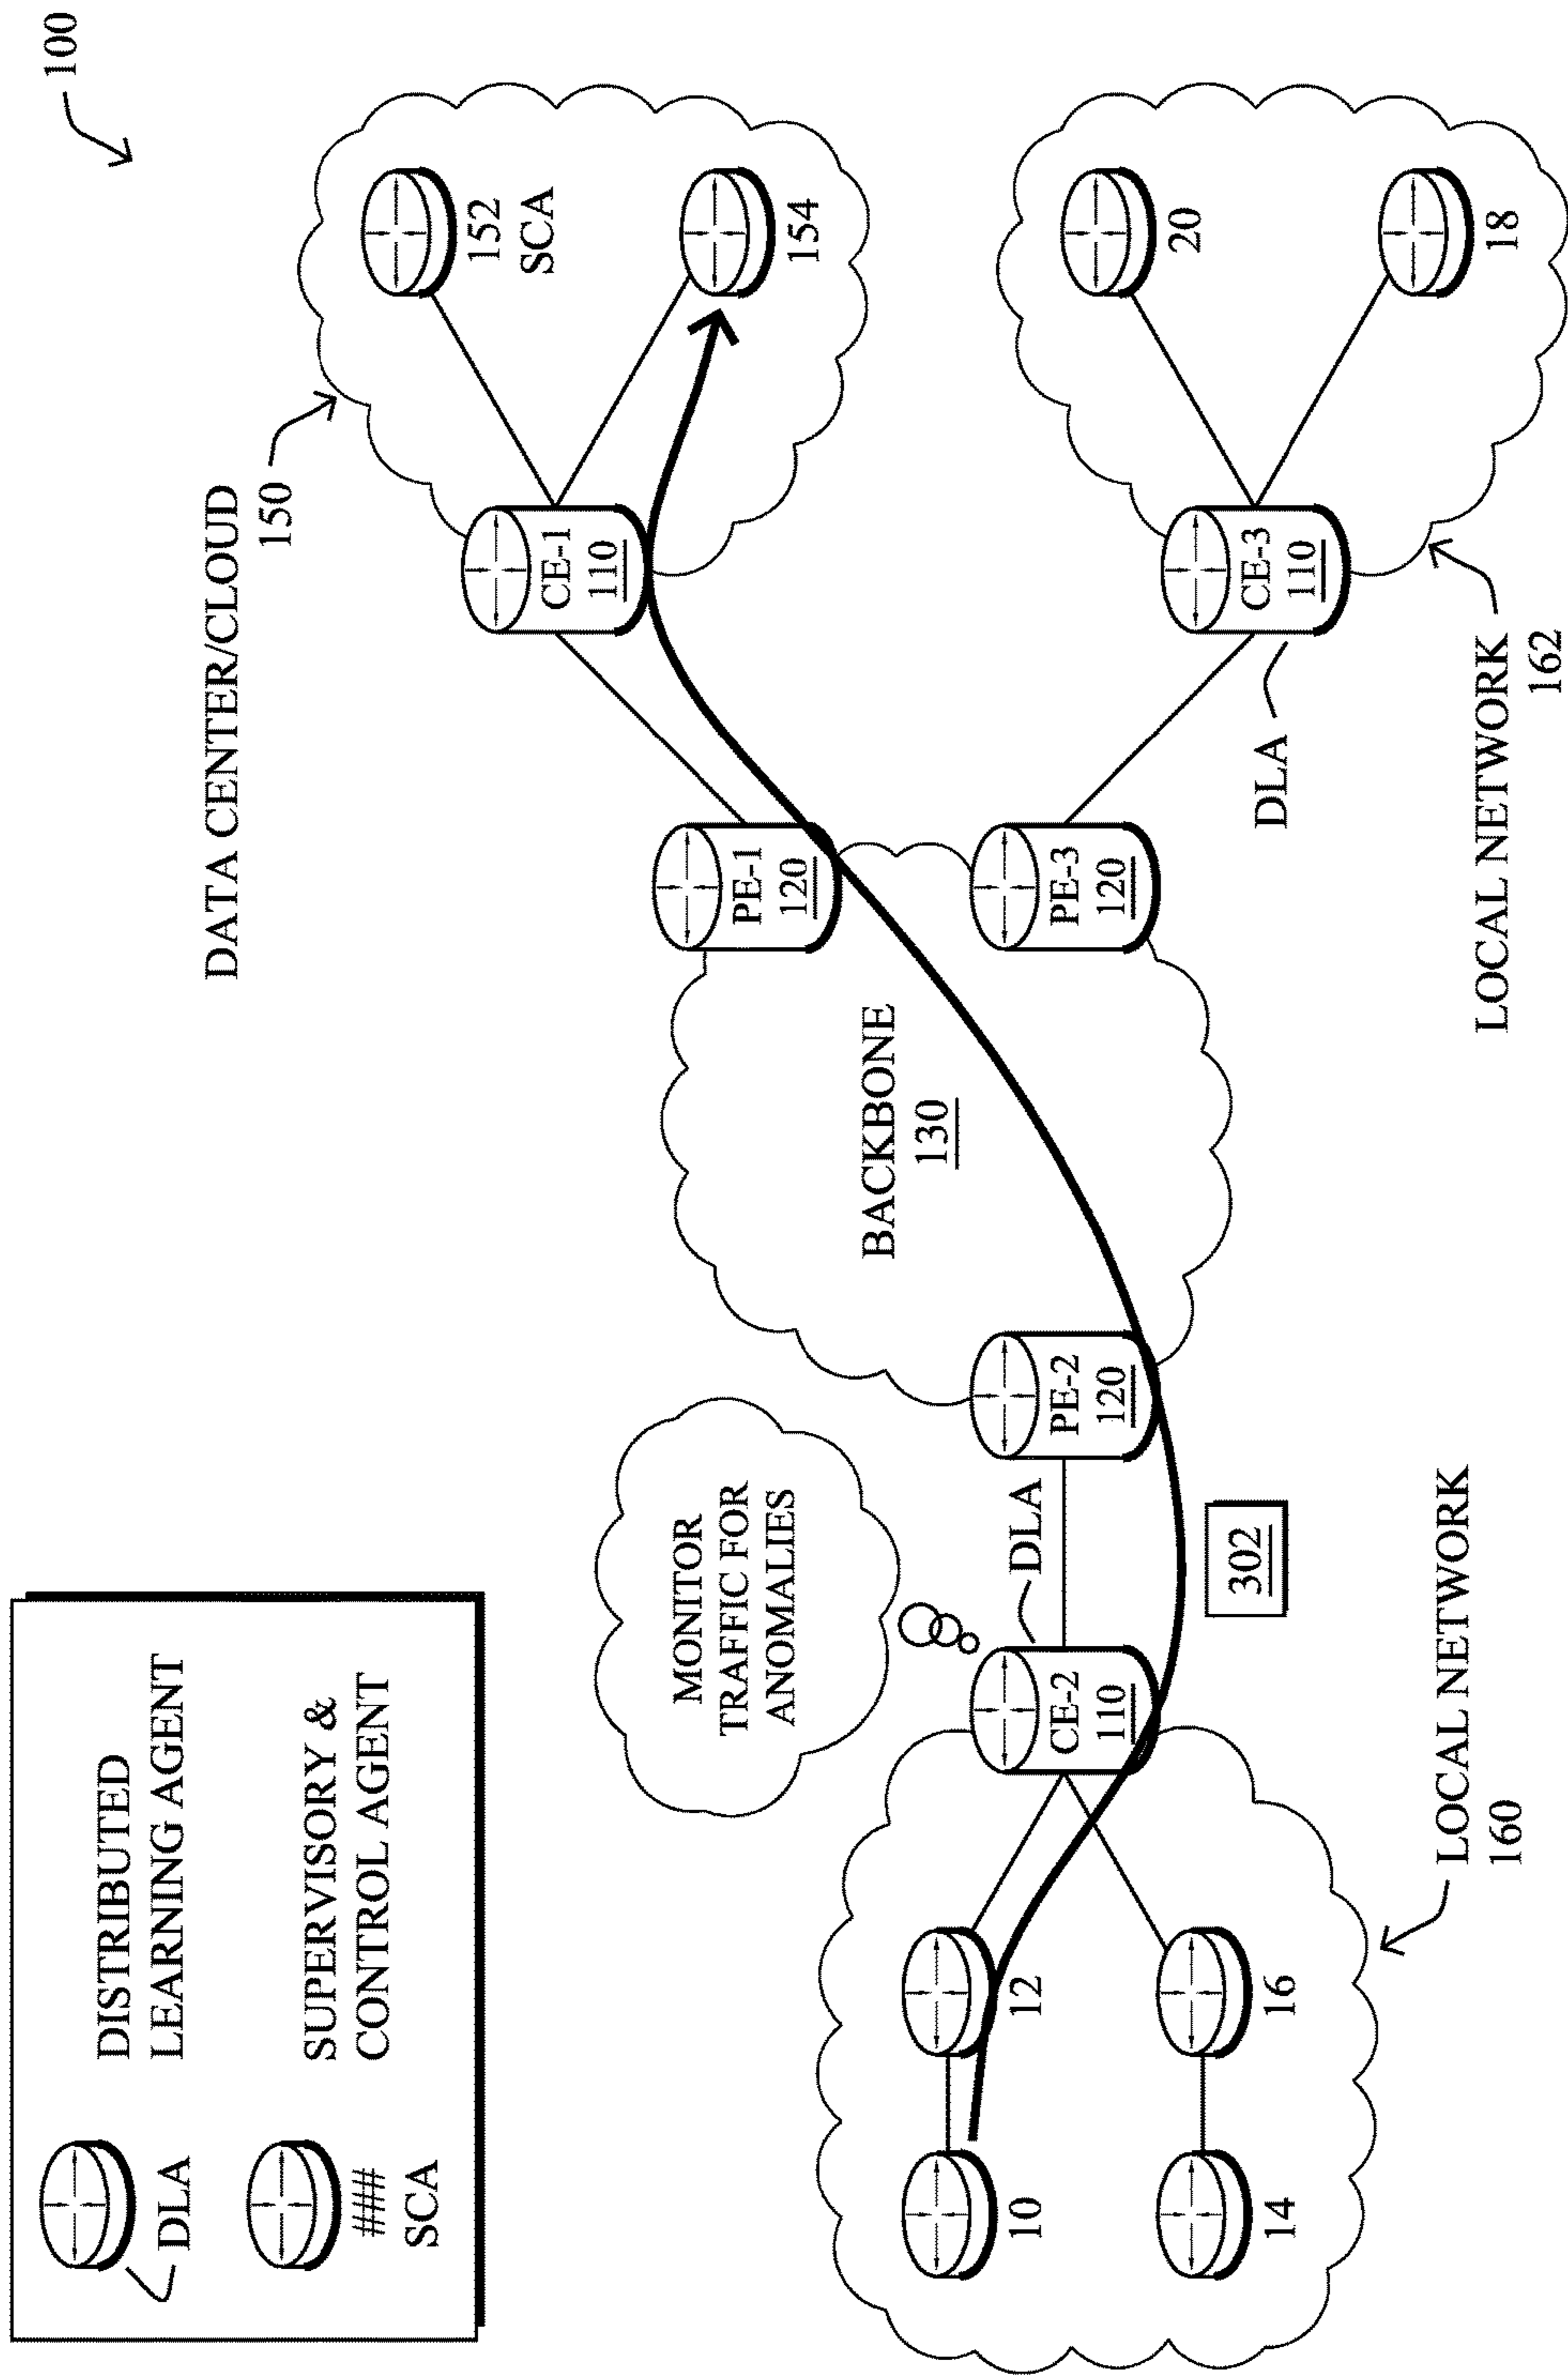 DLA
DISTRIBUTED
LEARNING AGENT
###
SCA
SUPERVISORY &
CONTROL AGENT
100
DATA CENTER/CLOUD
150
152
SCA
154
CE-1
110
PE-1
120
MONITOR
TRAFFIC FOR
ANOMALIES
BACKBONE
130
10
12
14
16
CE-2
110
DLA
PE-2
120
PE-3
120
302
DLA
CE-3
110
20
18
LOCAL NETWORK
160
LOCAL NETWORK
162